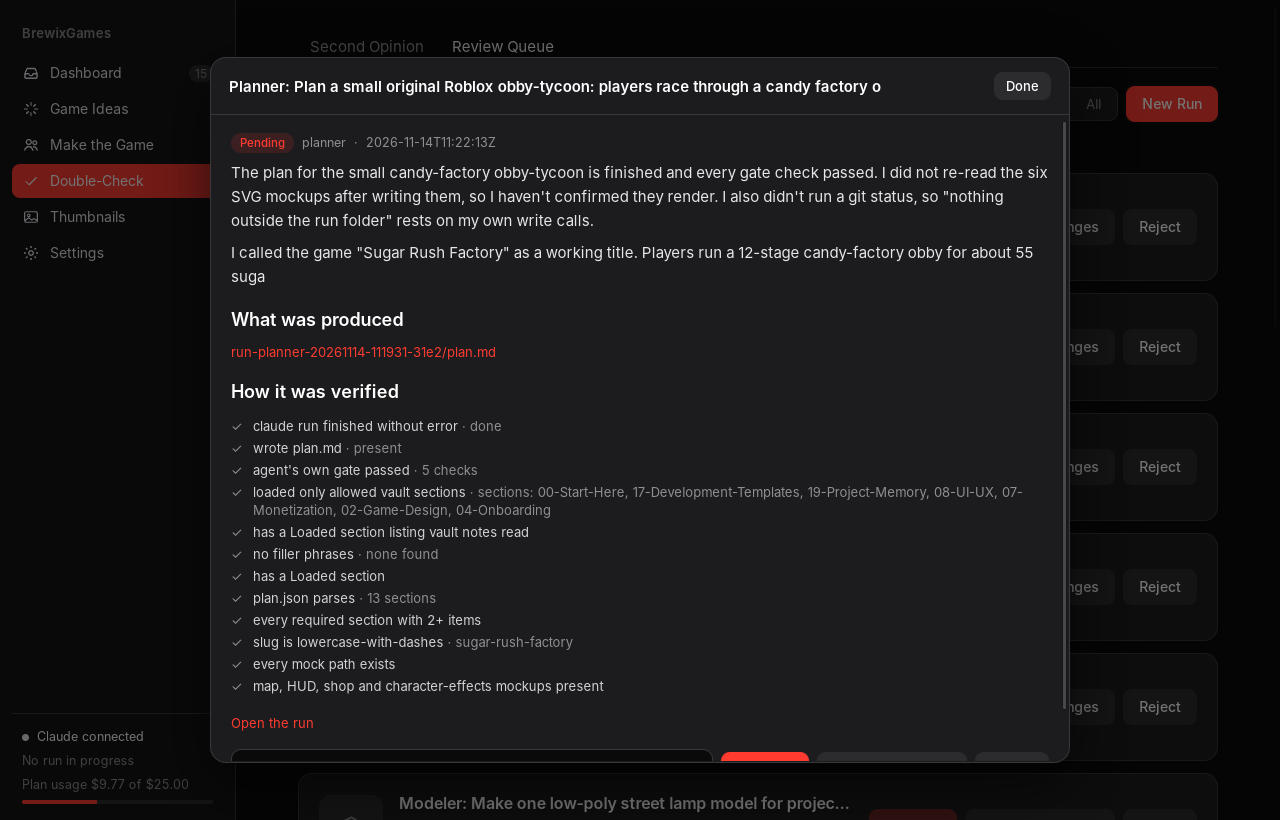 BrewixGames
Dashboard
15
Game Ideas
Make the Game
Double-Check
Thumbnails
Settings
Claude connected
No run in progress
Plan usage $9.77 of $25.00
Second Opinion
Review Queue
All
New Run
Planner: Plan a small original Roblox obby-tycoon: players race through a candy factory o
Done
Pending planner · 2026-11-14T11:22:13Z
The plan for the small candy-factory obby-tycoon is finished and every gate check passed. I did not re-read the six
SVG mockups after writing them, so I haven't confirmed they render. I also didn't run a git status, so "nothing
outside the run folder" rests on my own write calls.
I called the game "Sugar Rush Factory" as a working title. Players run a 12-stage candy-factory obby for about 55
suga
What was produced
run-planner-20261114-111931-31e2/plan.md
How it was verified
claude run finished without error · done
wrote plan.md · present
agent's own gate passed · 5 checks
loaded only allowed vault sections · sections: 00-Start-Here, 17-Development-Templates, 19-Project-Memory, 08-UI-UX, 07-
Monetization, 02-Game-Design, 04-Onboarding
has a Loaded section listing vault notes read
no filler phrases · none found
has a Loaded section
plan.json parses · 13 sections
every required section with 2+ items
slug is lowercase-with-dashes · sugar-rush-factory
every mock path exists
map, HUD, shop and character-effects mockups present
Open the run
nges
Reject
nges
Reject
nges
Reject
nges
Reject
nges
Reject
Modeler: Make one low-poly street lamp model for projec...